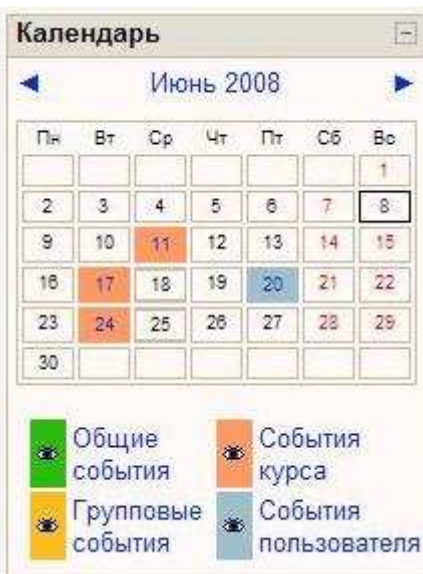 Календарь
Июнь 2008
Пн Вт Ср Чт Пт Сб Вс
1
2 3 4 5 6 7 8
9 10 11 12 13 14 15
16 17 18 19 20 21 22
23 24 25 26 27 28 29
30
Общие события
События курса
Групповые события
События пользователя